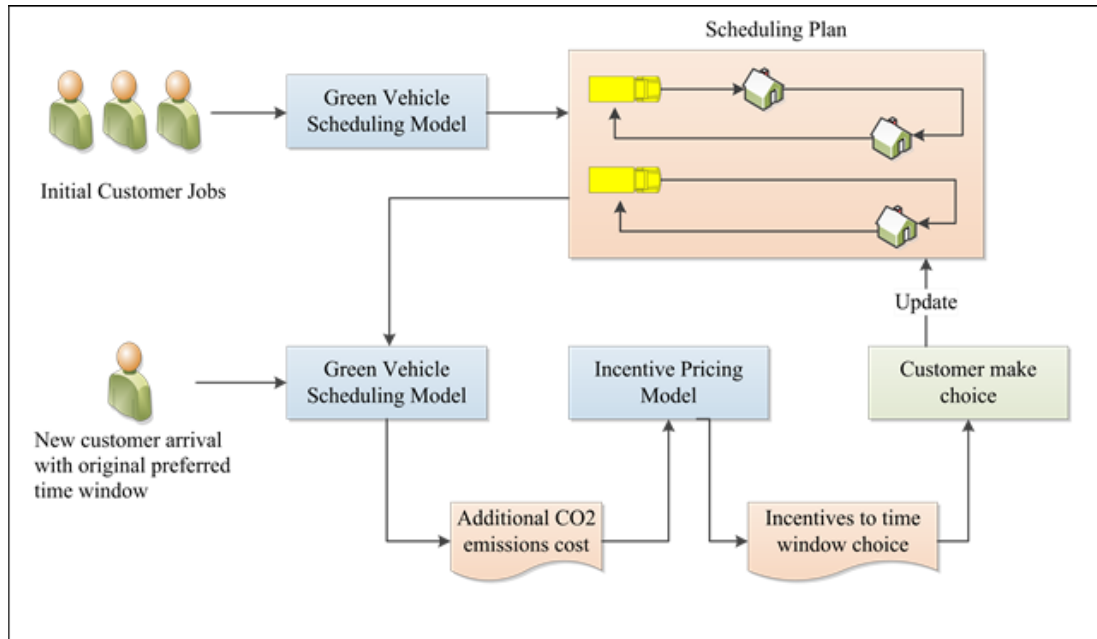 Scheduling Plan
Green Vehicle
Scheduling Model
Initial Customer Jobs
Update
Green Vehicle
Scheduling Model
Incentive Pricing
Model
Customer make
choice
New customer arrival
with original preferred
time window
Additional CO2
emissions cost
Incentives to time
window choice